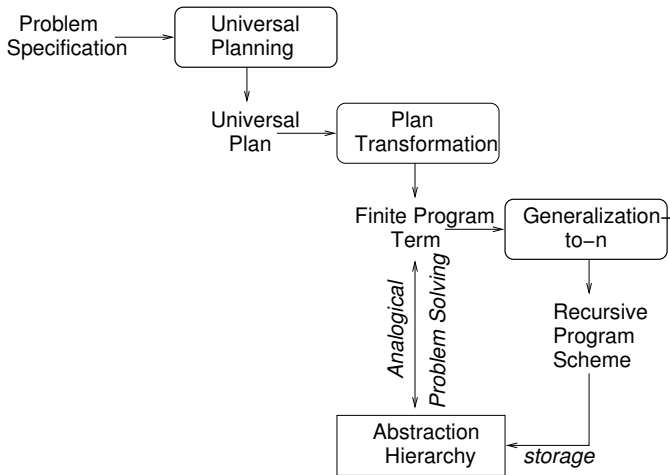 Problem
Specification
Universal
Planning
Universal
Plan
Plan
Transformation
Finite Program
Term
Generalization−
to−n
Analogical
Problem Solving
Recursive
Program
Scheme
Abstraction
Hierarchy
storage